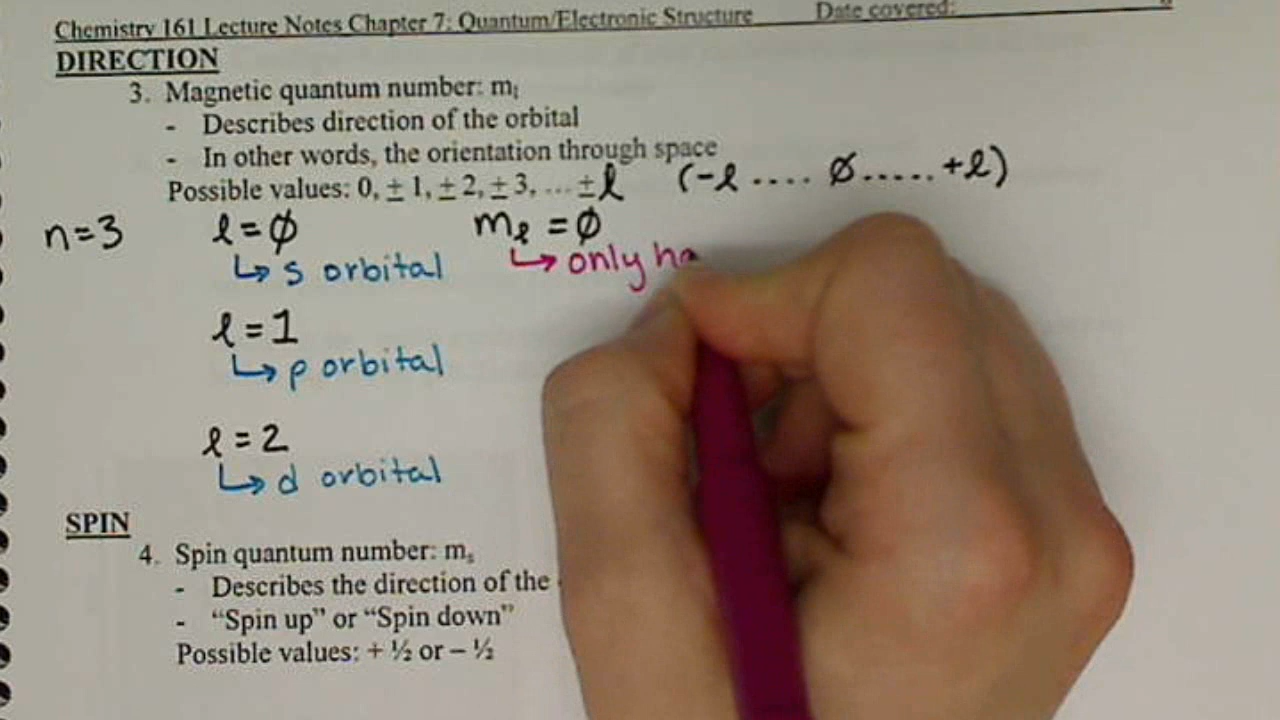 Chemistry 161 Lecture Notes Chapter 7: Quantum/Electronic Structure Date covered:
DIRECTION
3. Magnetic quantum number: mₗ
- Describes direction of the orbital
- In other words, the orientation through space
Possible values: 0, ± 1, ± 2, ± 3, ... ± ℓ (-ℓ .... ∅ ..... +ℓ)
n=3 ℓ=∅ mℓ =∅
↳ s orbital ↳ only ha
ℓ=1
↳ p orbital
ℓ=2
↳ d orbital
SPIN
4. Spin quantum number: mₛ
- Describes the direction of the
- “Spin up” or “Spin down”
Possible values: + ½ or – ½